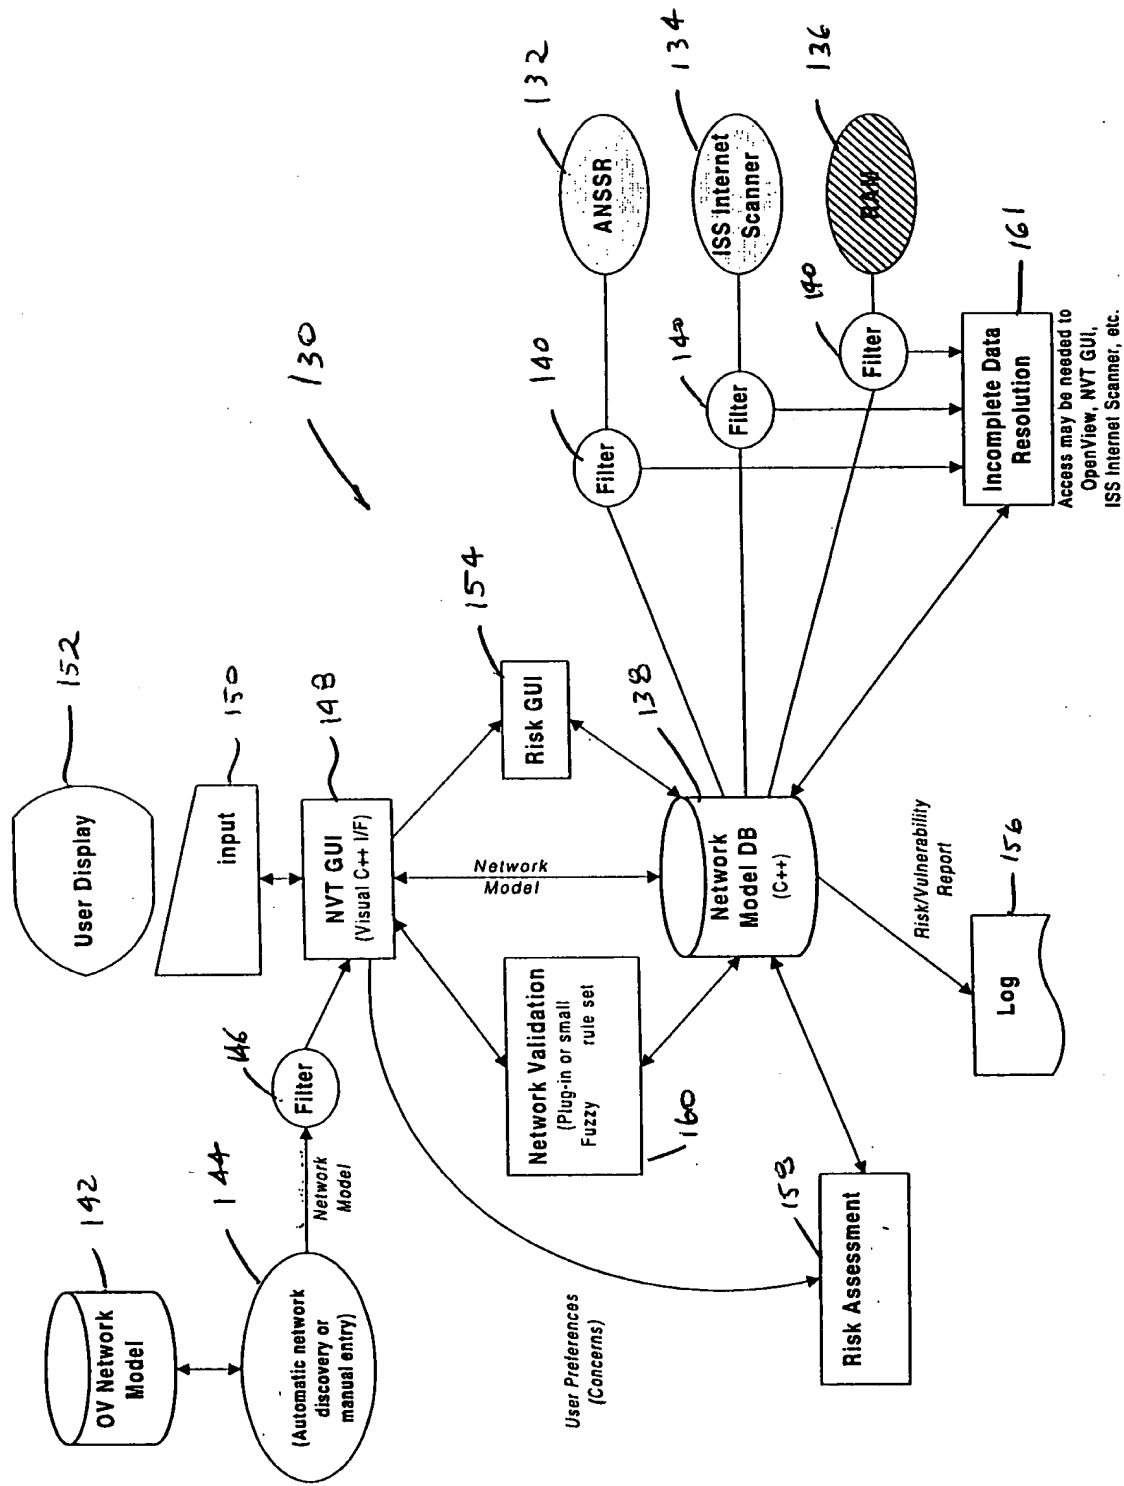 OV Network
Model
142
(Automatic network
discovery or
manual entry)
144
Network
Model
Filter
146
User Display
152
input
150
NVT GUI
(Visual C++ I/F)
148
130
User Preferences
(Concerns)
Network Validation
(Plug-in or small
Fuzzy rule set
160
Network
Model
Risk GUI
154
Filter
140
ANSSR
132
Network
Model DB
(C++)
138
Filter
140
ISS Internet
Scanner
134
Risk Assessment
158
Filter
140
RAM
136
Risk/Vulnerability
Report
Log
156
Incomplete Data
Resolution
161
Access may be needed to
OpenView, NVT GUI,
ISS Internet Scanner, etc.